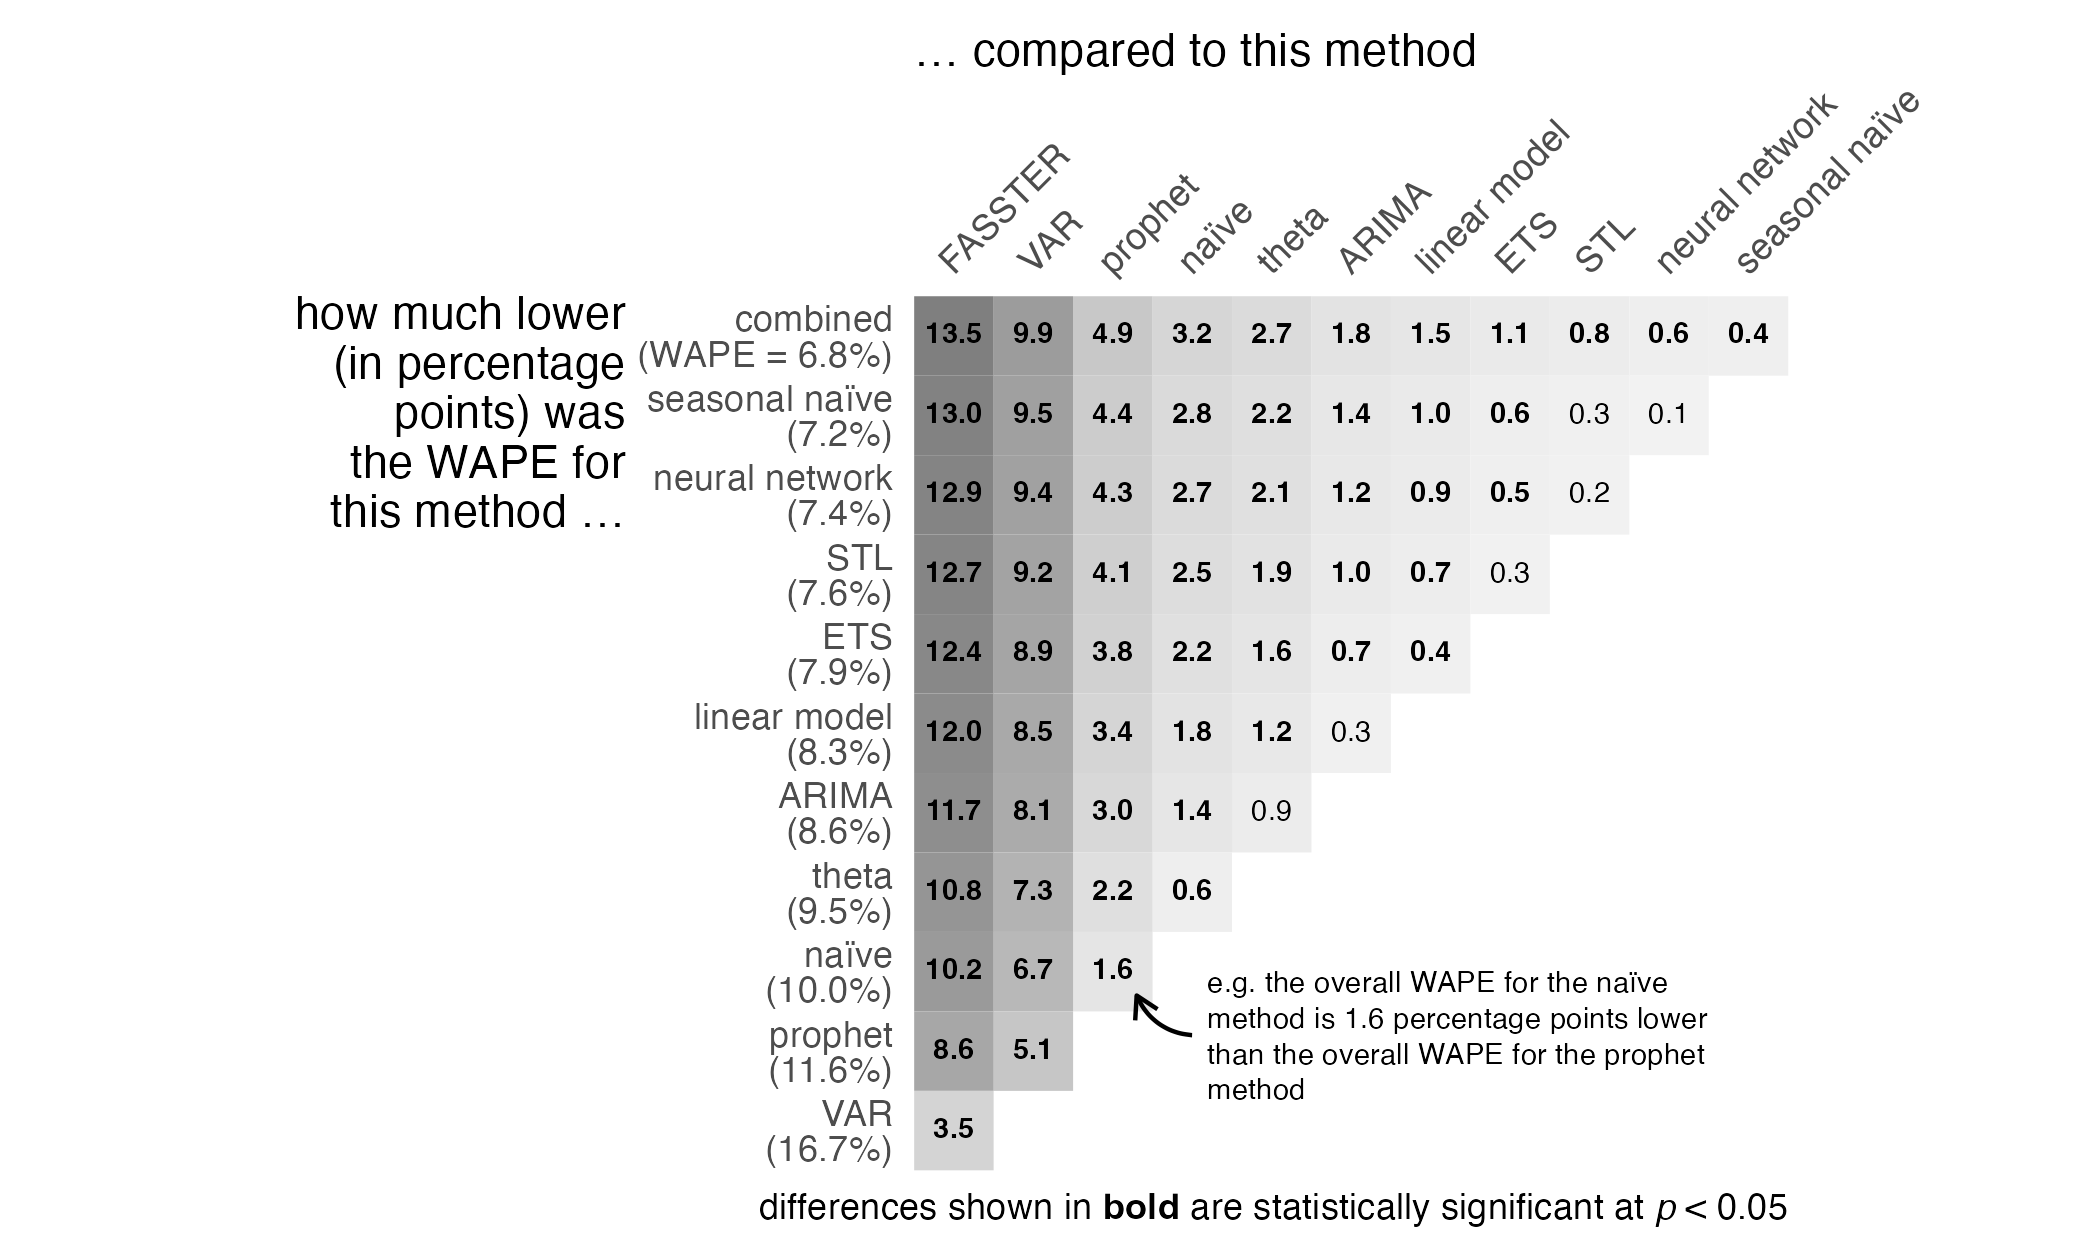 … compared to this method
FASSTER
VAR
prophet
naïve
theta
ARIMA
linear model
ETS
STL
neural network
seasonal naïve
how much lower
(in percentage
points) was
the WAPE for
this method …
combined
(WAPE = 6.8%)
13.5 9.9 4.9 3.2 2.7 1.8 1.5 1.1 0.8 0.6 0.4
seasonal naïve
(7.2%)
13.0 9.5 4.4 2.8 2.2 1.4 1.0 0.6 0.3 0.1
neural network
(7.4%)
12.9 9.4 4.3 2.7 2.1 1.2 0.9 0.5 0.2
STL
(7.6%)
12.7 9.2 4.1 2.5 1.9 1.0 0.7 0.3
ETS
(7.9%)
12.4 8.9 3.8 2.2 1.6 0.7 0.4
linear model
(8.3%)
12.0 8.5 3.4 1.8 1.2 0.3
ARIMA
(8.6%)
11.7 8.1 3.0 1.4 0.9
theta
(9.5%)
10.8 7.3 2.2 0.6
naïve
(10.0%)
10.2 6.7 1.6
prophet
(11.6%)
8.6 5.1
VAR
(16.7%)
3.5
e.g. the overall WAPE for the naïve
method is 1.6 percentage points lower
than the overall WAPE for the prophet
method
differences shown in bold are statistically significant at p < 0.05